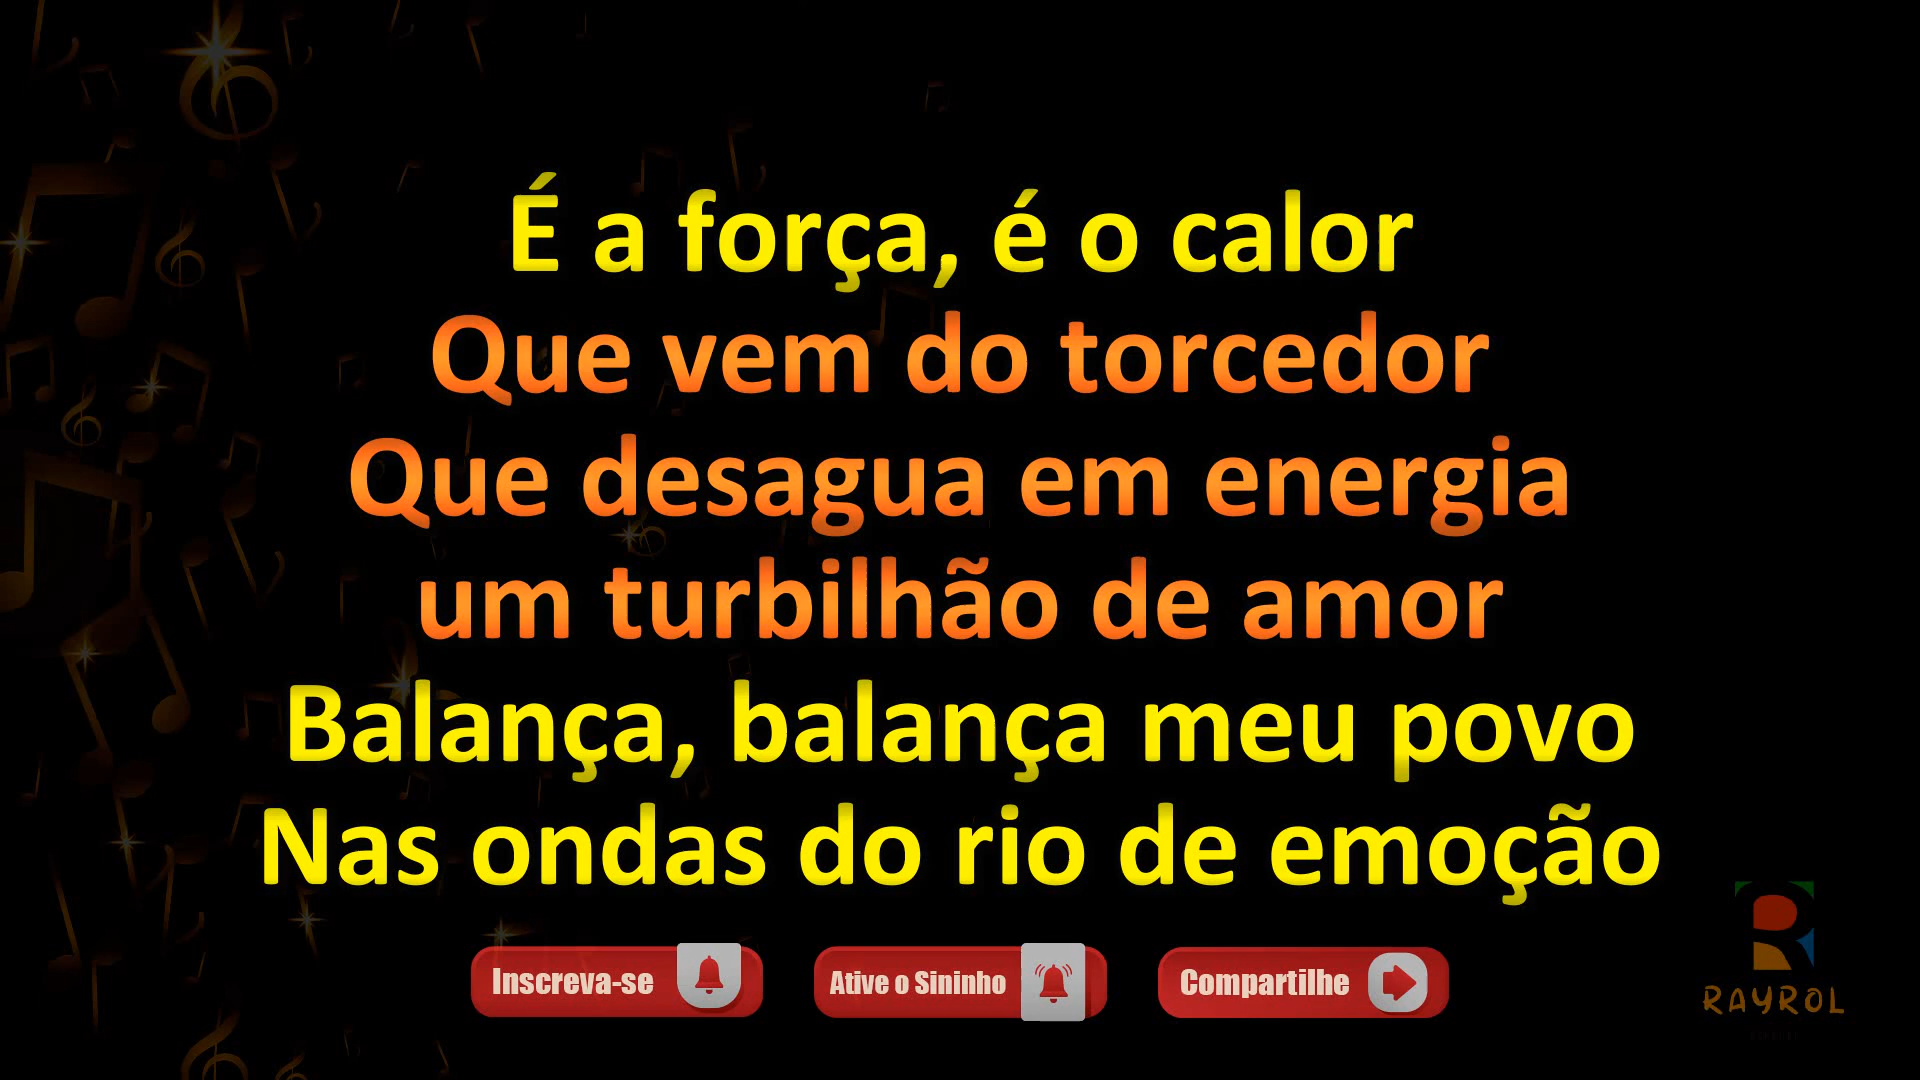 É a força, é o calor
Que vem do torcedor
Que desagua em energia
um turbilhão de amor
Balança, balança meu povo
Nas ondas do rio de emoção
Inscreva-se
Ative o Sininho
Compartilhe
RAYROL